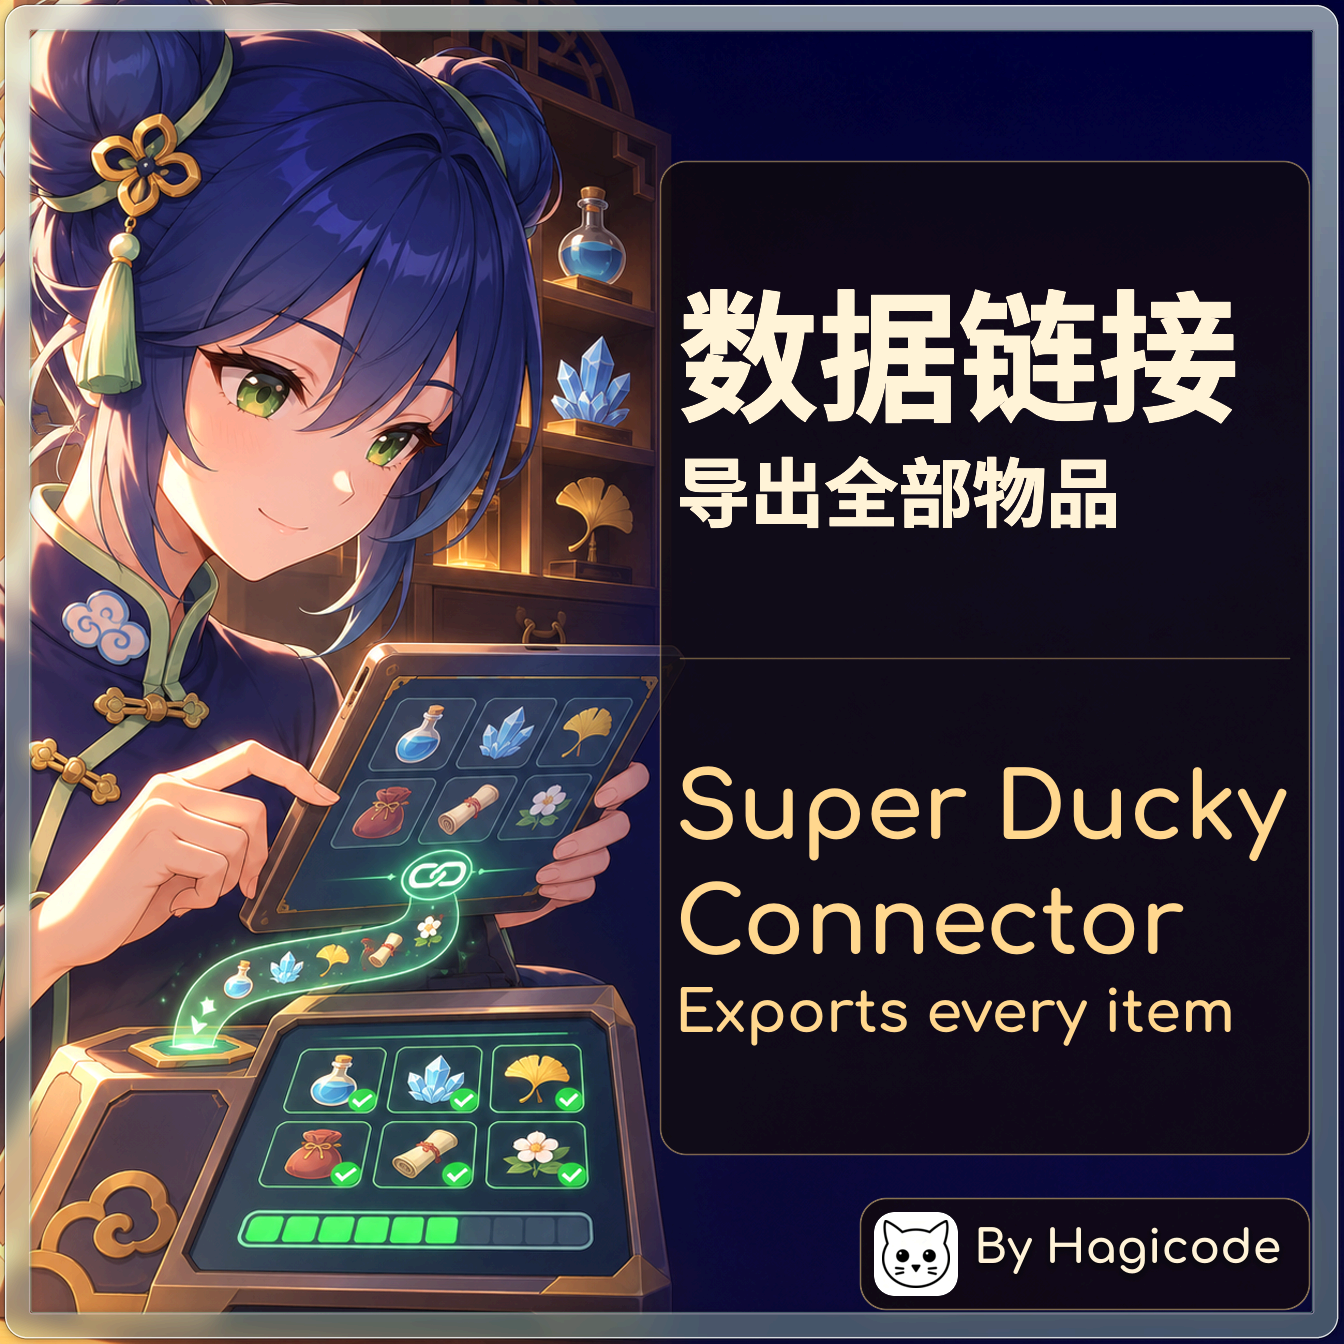 数据链接
导出全部物品
Super Ducky
Connector
Exports every item
By Hagicode